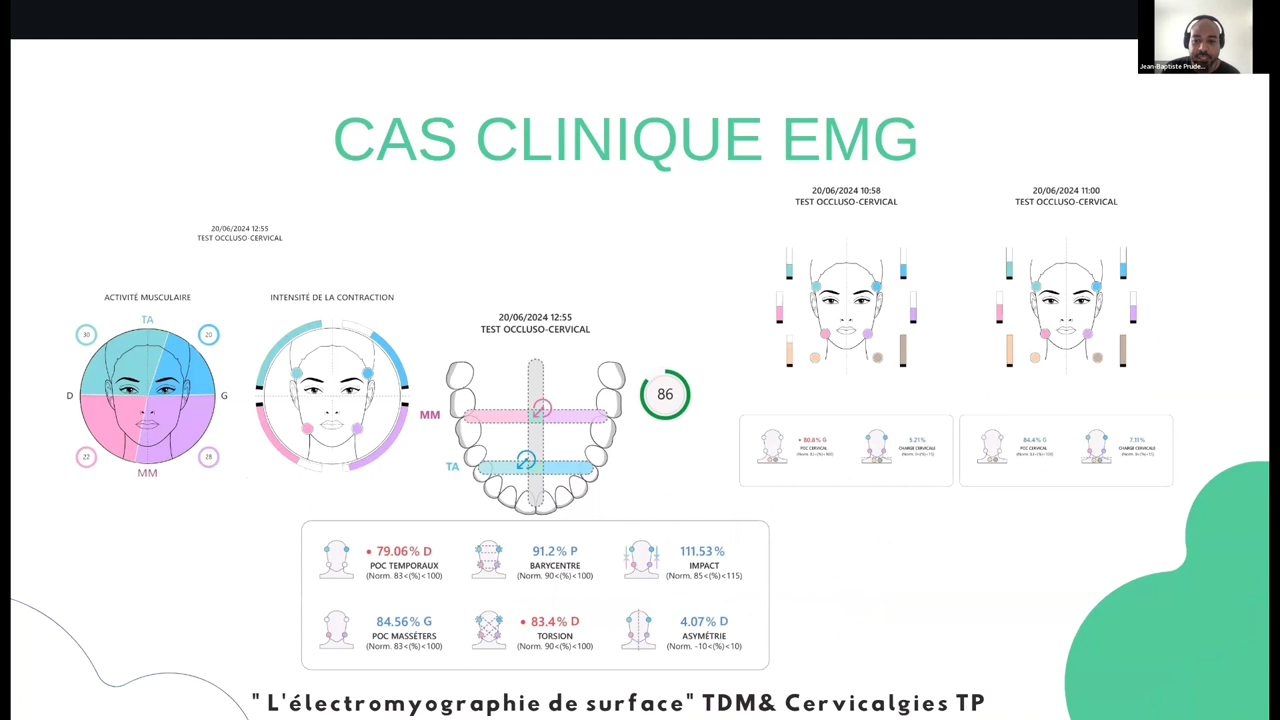 Jean-Baptiste Prude...
CAS CLINIQUE EMG
20/06/2024 12:55
TEST OCCLUSO-CERVICAL
ACTIVITÉ MUSCULAIRE
TA
30
20
D
G
22
28
MM
INTENSITÉ DE LA CONTRACTION
20/06/2024 12:55
TEST OCCLUSO-CERVICAL
MM
TA
86
79.06% D
POC TEMPORAUX
(Norm. 83<(%)<100)
91.2% P
BARYCENTRE
(Norm. 90<(%)<100)
111.53%
IMPACT
(Norm. 85<(%)<115)
84.56% G
POC MASSÉTERS
(Norm. 83<(%)<100)
83.4% D
TORSION
(Norm. 90<(%)<100)
4.07% D
ASYMÉTRIE
(Norm. -10<(%)<10)
20/06/2024 10:58
TEST OCCLUSO-CERVICAL
80.8% G
POC CERVICAL
5.21%
CHARGE CERVICALE
20/06/2024 11:00
TEST OCCLUSO-CERVICAL
84.4% G
POC CERVICAL
7.11%
CHARGE CERVICALE
" L'électromyographie de surface" TDM& Cervicalgies TP